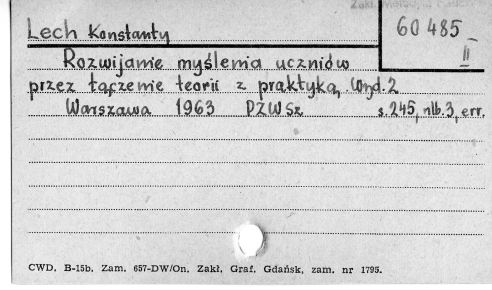 Lech Konstanty
60 485
II
Rozwijanie myślenia uczniów
przez łączenie teorii z praktyką. Wyd. 2
Warszawa 1963 PZWSz s. 245, nlb. 3, err.
CWD. B-15b. Zam. 657-DW/On. Zakł. Graf. Gdańsk, zam. nr 1795.